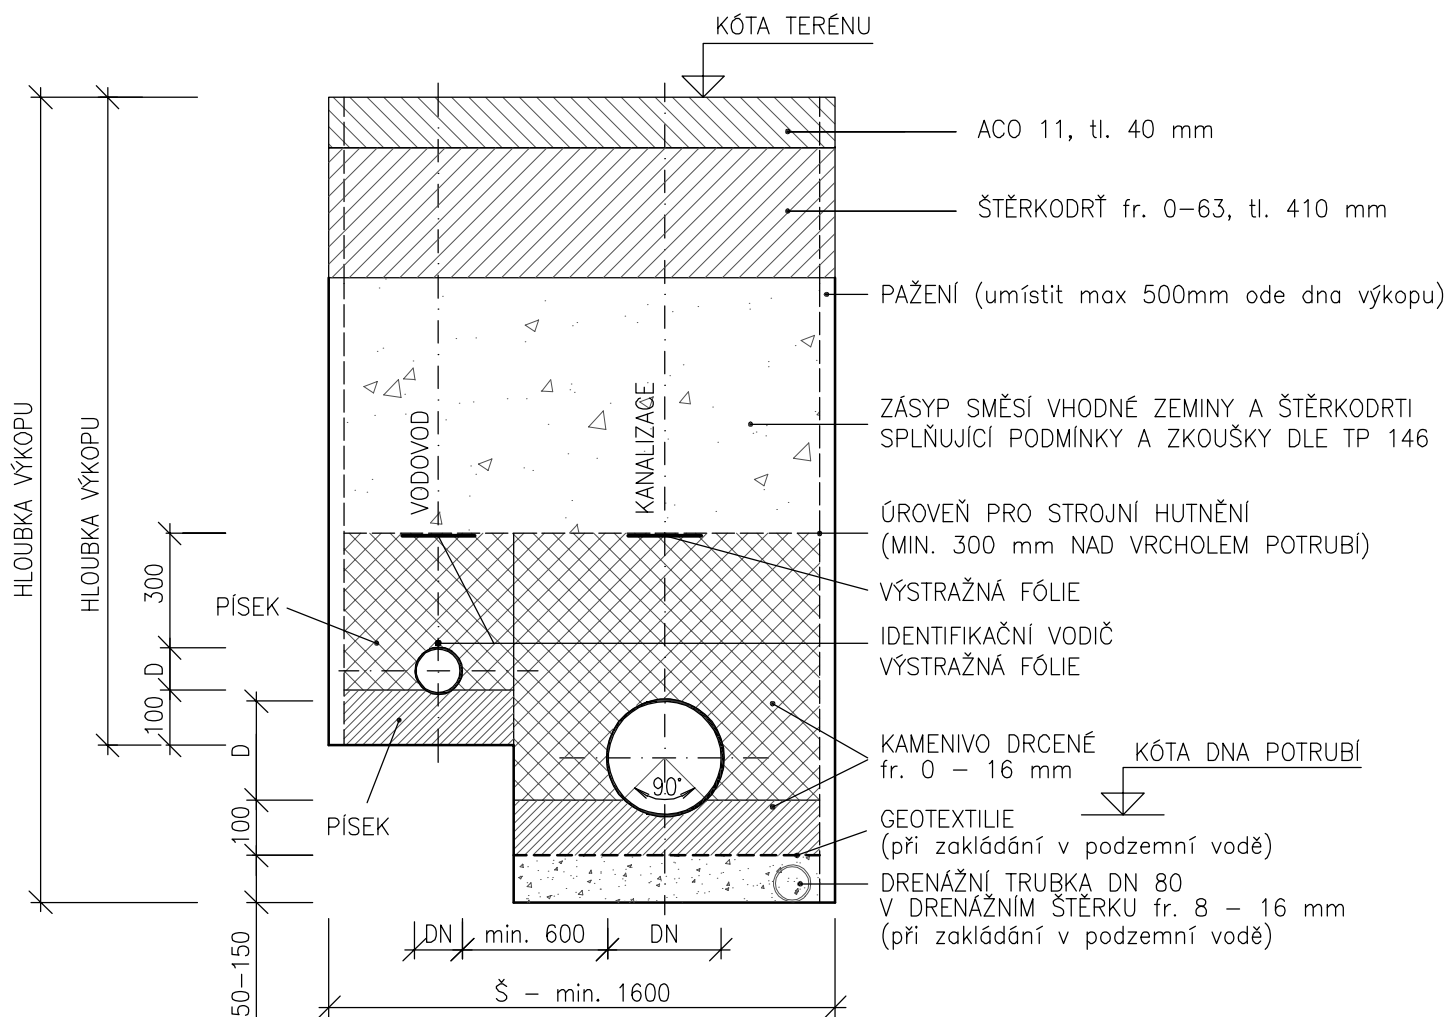 KÓTA TERÉNU
ACO 11, tl. 40 mm
ŠTĚRKODRŤ fr. 0-63, tl. 410 mm
PAŽENÍ (umístit max 500mm ode dna výkopu)
ZÁSYP SMĚSÍ VHODNÉ ZEMINY A ŠTĚRKODRTI
SPLŇUJÍCÍ PODMÍNKY A ZKOUŠKY DLE TP 146
HLOUBKA VÝKOPU
HLOUBKA VÝKOPU
VODOVOD
KANALIZACE
ÚROVEŇ PRO STROJNÍ HUTNĚNÍ
(MIN. 300 mm NAD VRCHOLEM POTRUBÍ)
VÝSTRAŽNÁ FÓLIE
IDENTIFIKAČNÍ VODIČ
VÝSTRAŽNÁ FÓLIE
300
D
100
PÍSEK
PÍSEK
D
100
50-150
90°
KAMENIVO DRCENÉ
fr. 0 - 16 mm
KÓTA DNA POTRUBÍ
GEOTEXTILIE
(při zakládání v podzemní vodě)
DRENÁŽNÍ TRUBKA DN 80
V DRENÁŽNÍM ŠTĚRKU fr. 8 - 16 mm
(při zakládání v podzemní vodě)
DN
min. 600
DN
Š - min. 1600